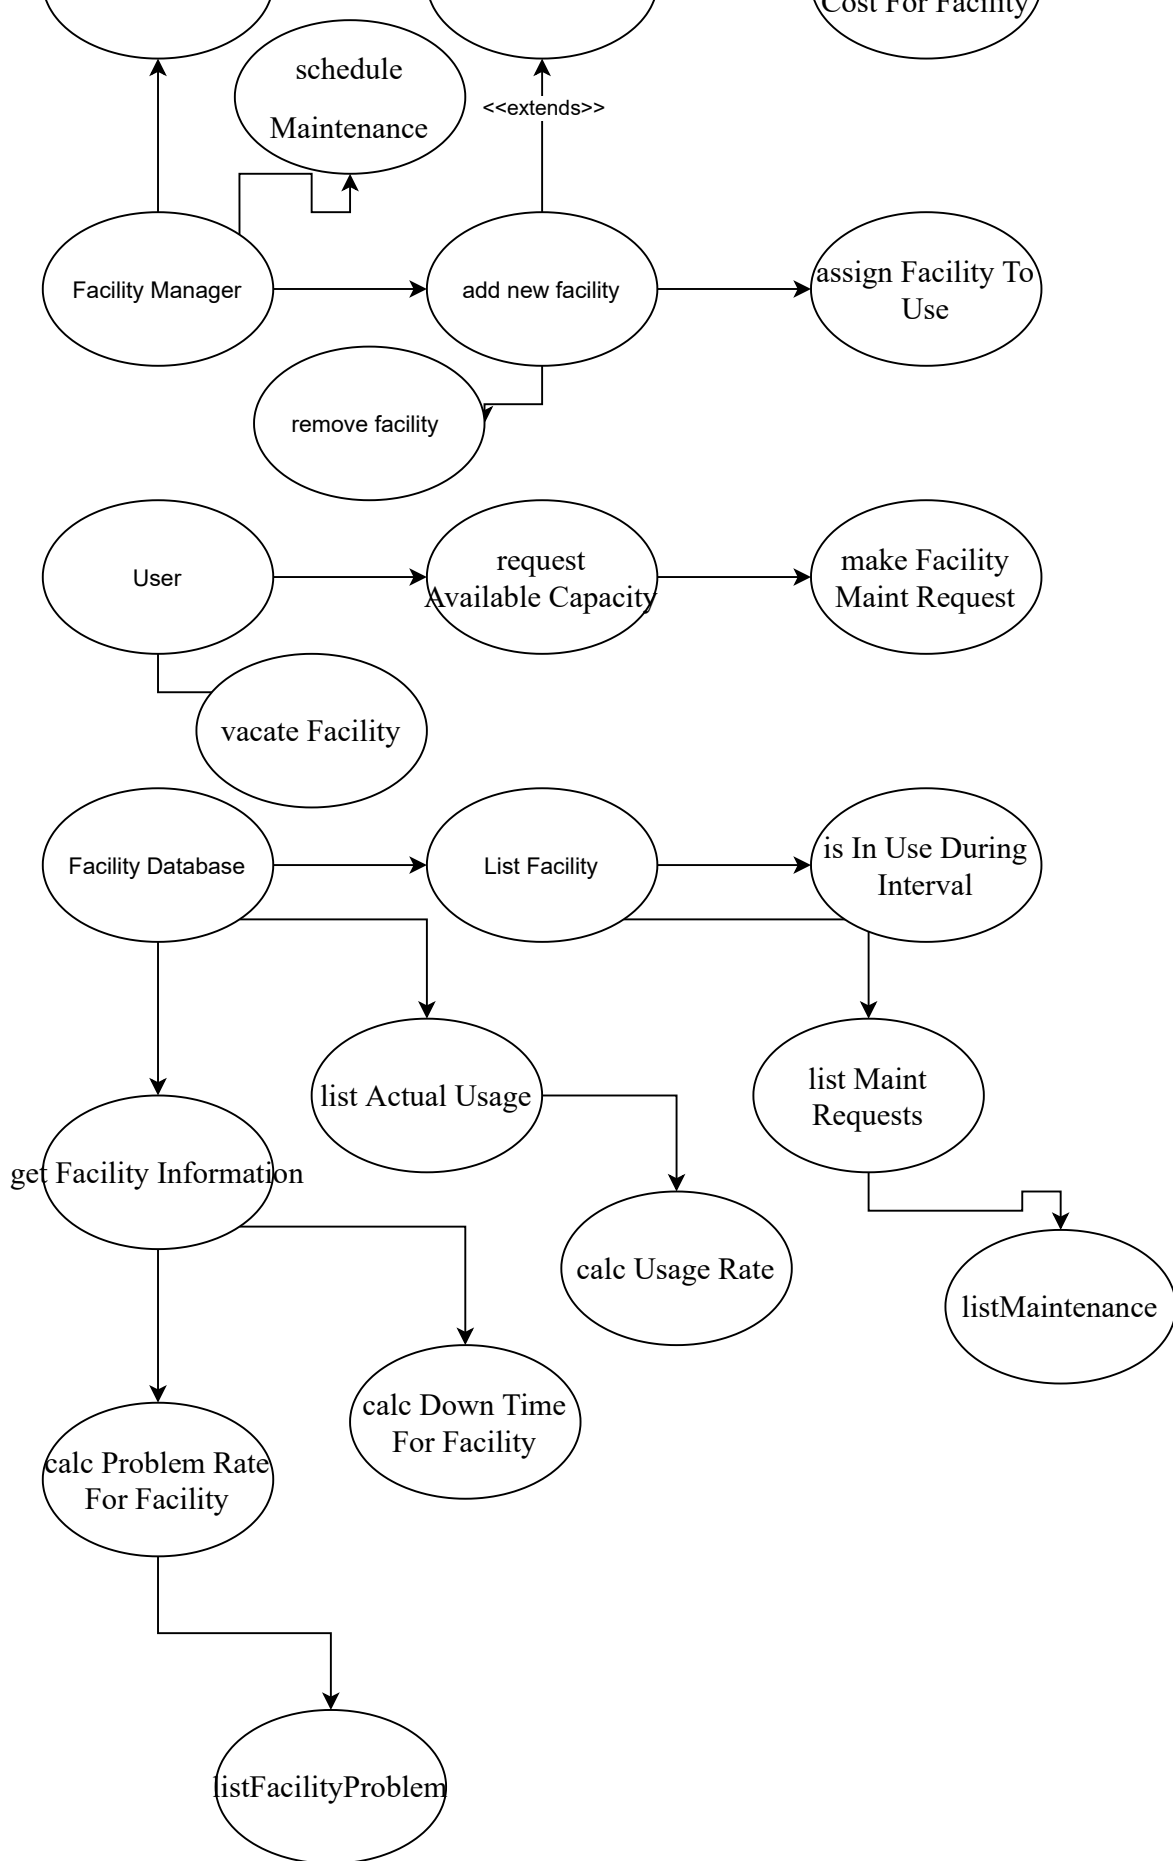 Cost For Facility
schedule
Maintenance
<<extends>>
Facility Manager
add new facility
assign Facility To
Use
remove facility
User
request
Available Capacity
make Facility
Maint Request
vacate Facility
Facility Database
List Facility
is In Use During
Interval
list Actual Usage
list Maint
Requests
get Facility Information
calc Usage Rate
listMaintenance
calc Down Time
For Facility
calc Problem Rate
For Facility
listFacilityProblem